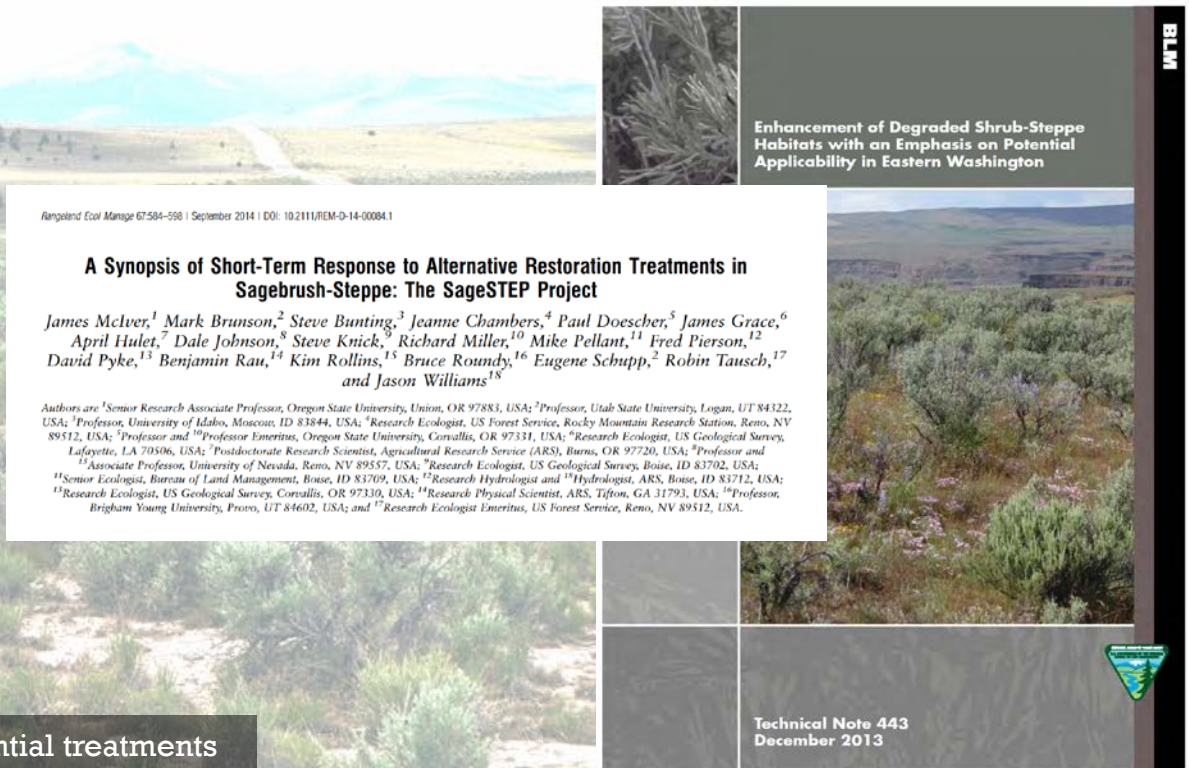 BLM
Enhancement of Degraded Shrub-Steppe
Habitats with an Emphasis on Potential
Applicability in Eastern Washington
Rangeland Ecol Manage 67:584–598 | September 2014 | DOI: 10.2111/REM-D-14-00084.1
A Synopsis of Short-Term Response to Alternative Restoration Treatments in
Sagebrush-Steppe: The SageSTEP Project
James McIver,1 Mark Brunson,2 Steve Bunting,3 Jeanne Chambers,4 Paul Doescher,5 James Grace,6
April Hulet,7 Dale Johnson,8 Steve Knick,9 Richard Miller,10 Mike Pellant,11 Fred Pierson,12
David Pyke,13 Benjamin Rau,14 Kim Rollins,15 Bruce Roundy,16 Eugene Schupp,2 Robin Tausch,17
and Jason Williams18
Authors are 1Senior Research Associate Professor, Oregon State University, Union, OR 97883, USA; 2Professor, Utah State University, Logan, UT 84322,
USA; 3Professor, University of Idaho, Moscow, ID 83844, USA; 4Research Ecologist, US Forest Service, Rocky Mountain Research Station, Reno, NV
89512, USA; 5Professor and 10Professor Emeritus, Oregon State University, Corvallis, OR 97331, USA; 6Research Ecologist, US Geological Survey,
Lafayette, LA 70506, USA; 7Postdoctorate Research Scientist, Agricultural Research Service (ARS), Burns, OR 97720, USA; 8Professor and
15Associate Professor, University of Nevada, Reno, NV 89557, USA; 9Research Ecologist, US Geological Survey, Boise, ID 83702, USA;
11Senior Ecologist, Bureau of Land Management, Boise, ID 83709, USA; 12Research Hydrologist and 18Hydrologist, ARS, Boise, ID 83712, USA;
13Research Ecologist, US Geological Survey, Corvallis, OR 97330, USA; 14Research Physical Scientist, ARS, Tifton, GA 31793, USA; 16Professor,
Brigham Young University, Provo, UT 84602, USA; and 17Research Ecologist Emeritus, US Forest Service, Reno, NV 89512, USA.
Technical Note 443
December 2013
ntial treatments